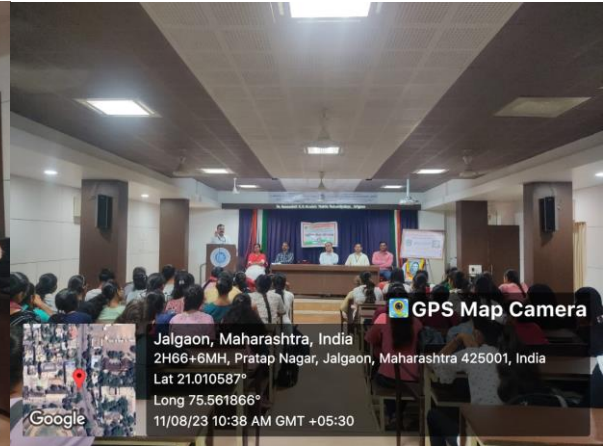 GPS Map Camera
Jalgaon, Maharashtra, India
2H66+6MH, Pratap Nagar, Jalgaon, Maharashtra 425001, India
Lat 21.010587°
Long 75.561866°
11/08/23 10:38 AM GMT +05:30
Google